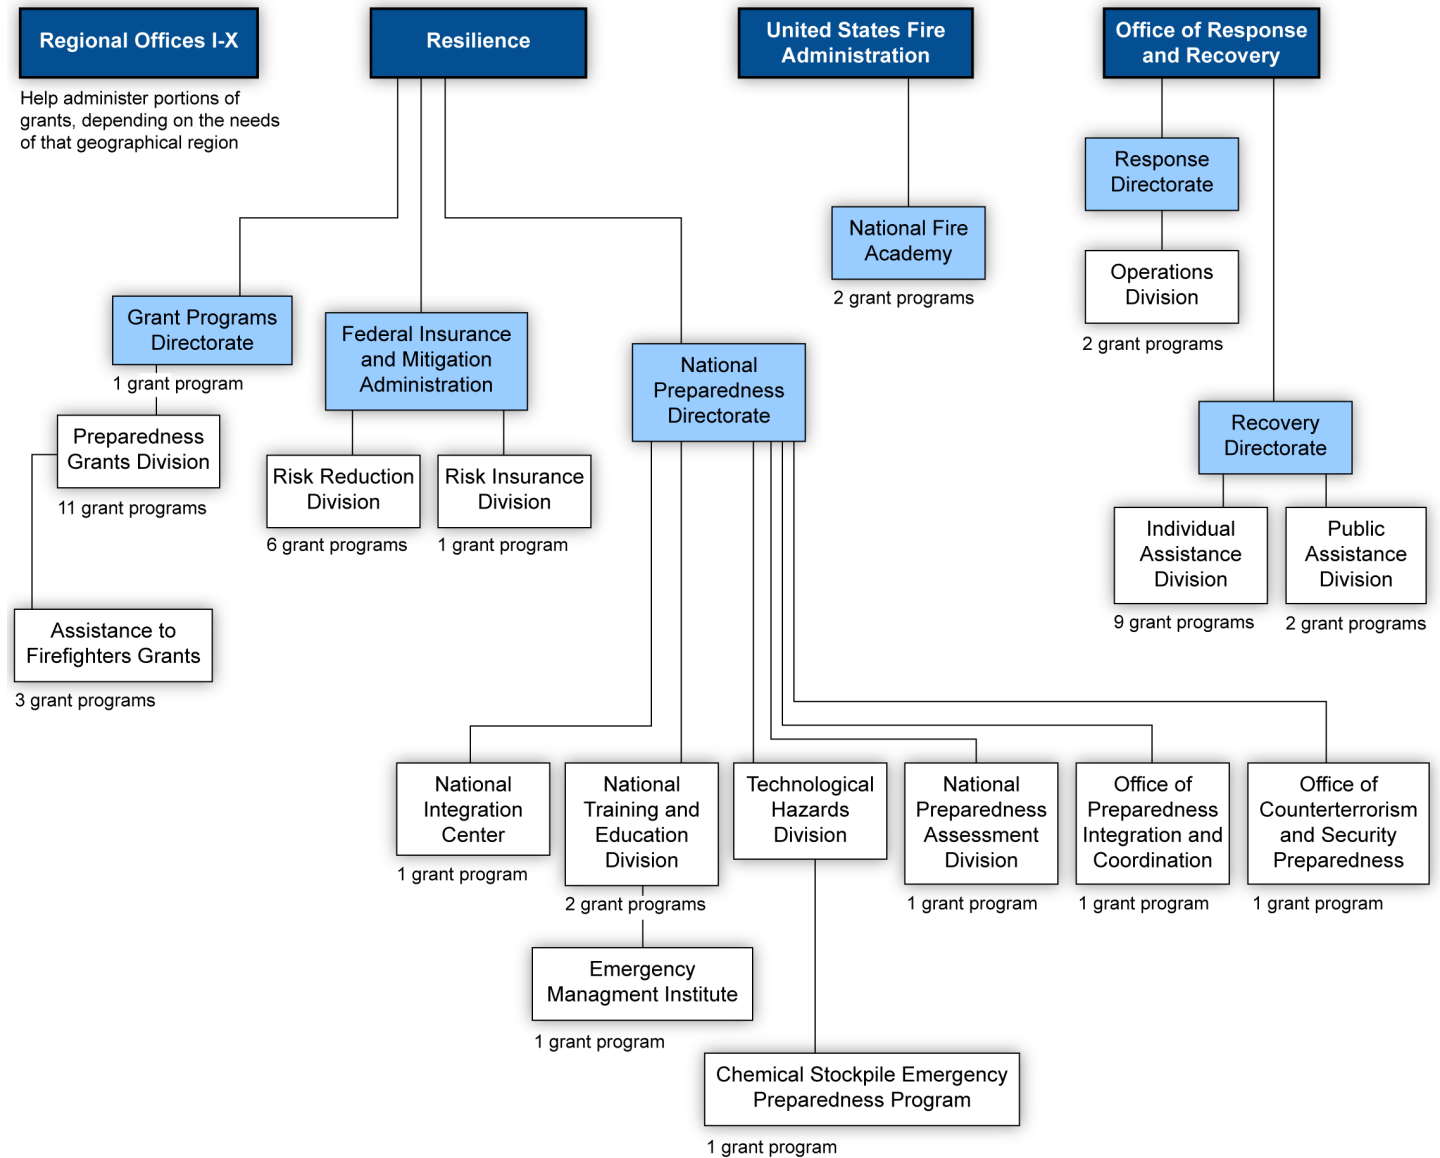 Regional Offices I-X
Help administer portions of
grants, depending on the needs
of that geographical region
Resilience
United States Fire
Administration
Office of Response
and Recovery
Response
Directorate
Operations
Division
2 grant programs
National Fire
Academy
2 grant programs
Grant Programs
Directorate
1 grant program
Preparedness
Grants Division
11 grant programs
Assistance to
Firefighters Grants
3 grant programs
Federal Insurance
and Mitigation
Administration
Risk Reduction
Division
6 grant programs
Risk Insurance
Division
1 grant program
National
Preparedness
Directorate
Recovery
Directorate
Individual
Assistance
Division
9 grant programs
Public
Assistance
Division
2 grant programs
National
Integration
Center
1 grant program
National
Training and
Education
Division
2 grant programs
Emergency
Managment Institute
1 grant program
Technological
Hazards
Division
Chemical Stockpile Emergency
Preparedness Program
1 grant program
National
Preparedness
Assessment
Division
1 grant program
Office of
Preparedness
Integration and
Coordination
1 grant program
Office of
Counterterrorism
and Security
Preparedness
1 grant program